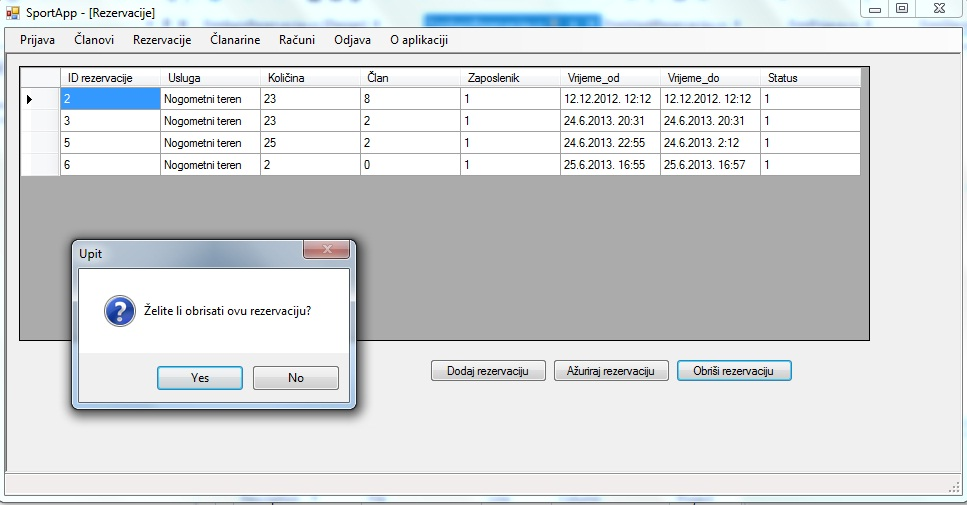 SportApp - [Rezervacije]
Prijava Članovi Rezervacije Članarine Računi Odjava O aplikaciji
ID rezervacije Usluga Količina Član Zaposlenik Vrijeme_od Vrijeme_do Status
2 Nogometni teren 23 8 1 12.12.2012. 12:12 12.12.2012. 12:12 1
3 Nogometni teren 23 2 1 24.6.2013. 20:31 24.6.2013. 20:31 1
5 Nogometni teren 25 2 1 24.6.2013. 22:55 24.6.2013. 2:12 1
6 Nogometni teren 2 0 1 25.6.2013. 16:55 25.6.2013. 16:57 1
Upit
Želite li obrisati ovu rezervaciju?
Yes No
Dodaj rezervaciju Ažuriraj rezervaciju Obriši rezervaciju